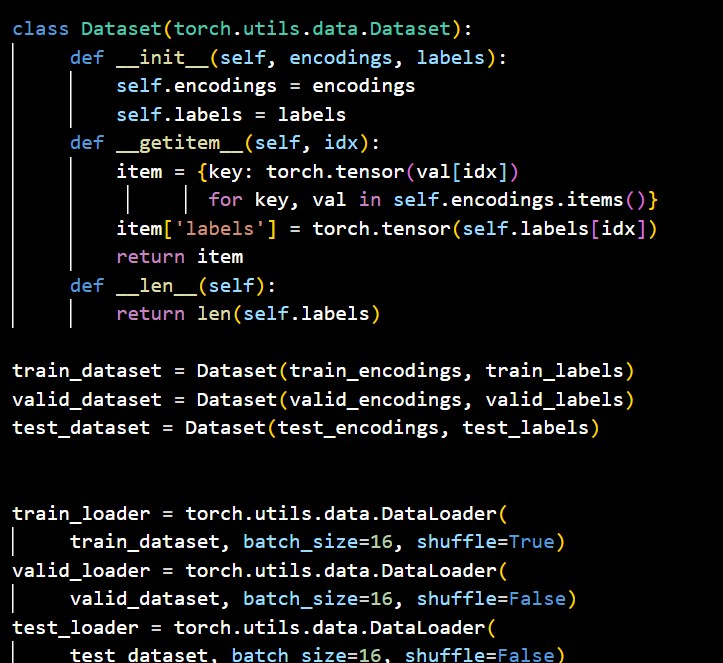 class Dataset(torch.utils.data.Dataset):
def __init__(self, encodings, labels):
self.encodings = encodings
self.labels = labels
def __getitem__(self, idx):
item = {key: torch.tensor(val[idx])
for key, val in self.encodings.items()}
item['labels'] = torch.tensor(self.labels[idx])
return item
def __len__(self):
return len(self.labels)
train_dataset = Dataset(train_encodings, train_labels)
valid_dataset = Dataset(valid_encodings, valid_labels)
test_dataset = Dataset(test_encodings, test_labels)
train_loader = torch.utils.data.DataLoader(
train_dataset, batch_size=16, shuffle=True)
valid_loader = torch.utils.data.DataLoader(
valid_dataset, batch_size=16, shuffle=False)
test_loader = torch.utils.data.DataLoader(
test_dataset, batch_size=16, shuffle=False)